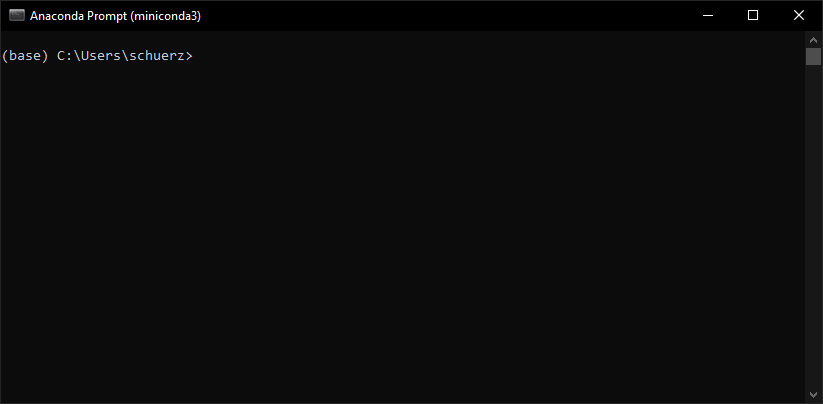 Anaconda Prompt (miniconda3)
(base) C:\Users\schuerz>